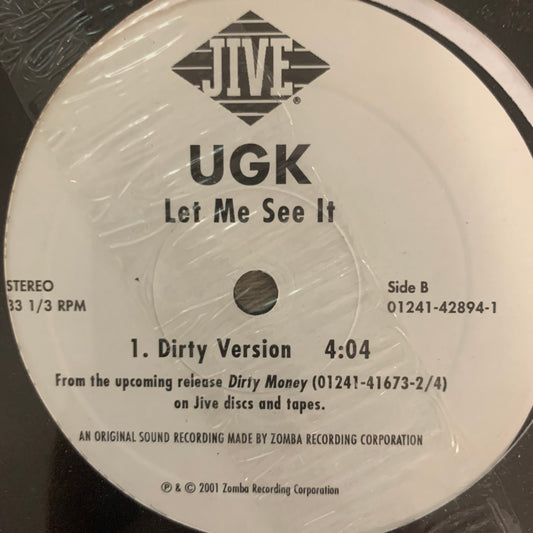 JIVE®
UGK
Let Me See It
STEREO
33 1/3 RPM
Side B
01241-42894-1
1. Dirty Version 4:04
From the upcoming release Dirty Money (01241-41673-2/4)
on Jive discs and tapes.
AN ORIGINAL SOUND RECORDING MADE BY ZOMBA RECORDING CORPORATION
℗ & © 2001 Zomba Recording Corporation